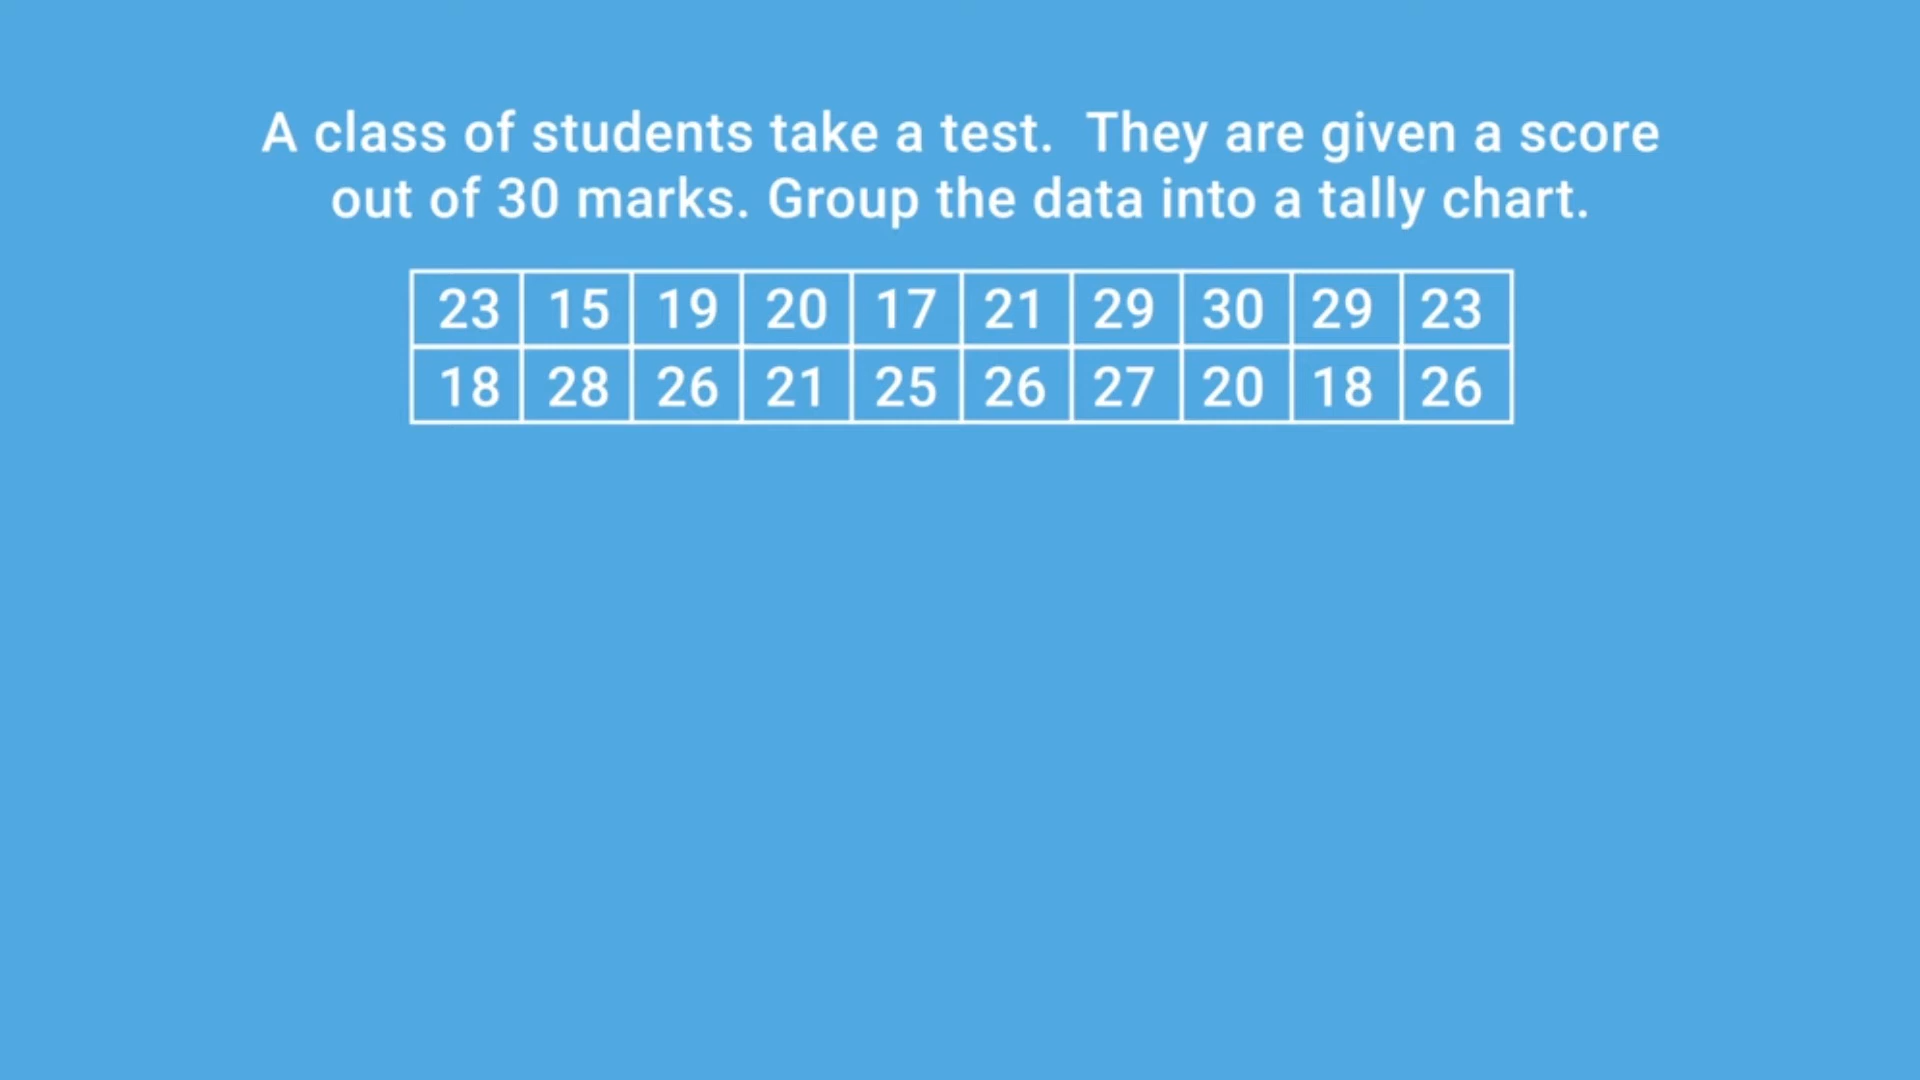 A class of students take a test. They are given a score
out of 30 marks. Group the data into a tally chart.
23 15 19 20 17 21 29 30 29 23
18 28 26 21 25 26 27 20 18 26